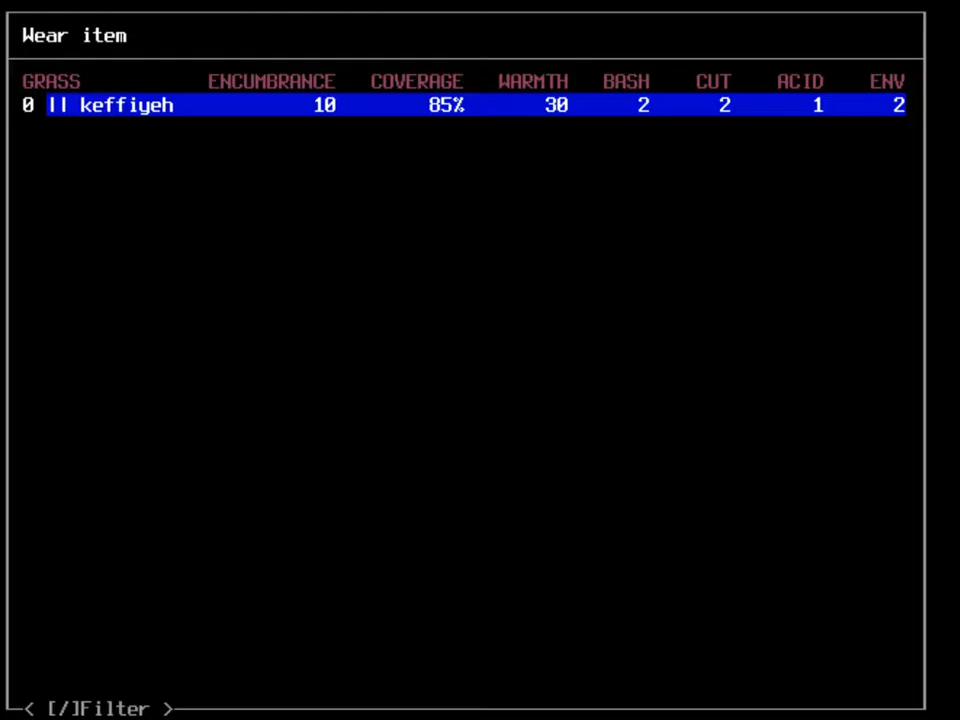 Wear item
GRASS ENCUMBRANCE COVERAGE WARMTH BASH CUT ACID ENV
0 || keffiyeh 10 85% 30 2 2 1 2
< [/]Filter >